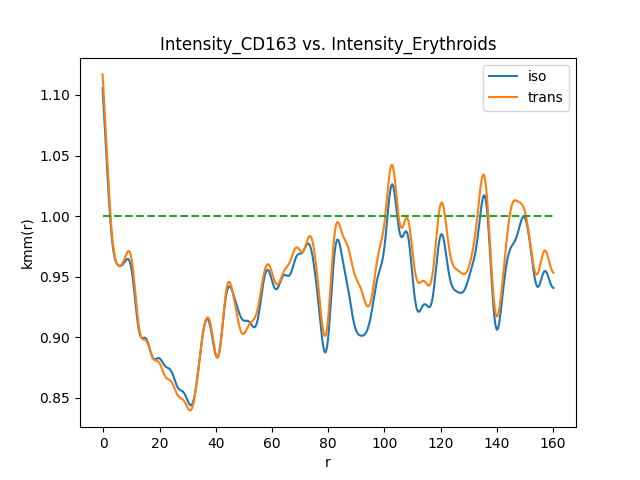 Intensity_CD163 vs. Intensity_Erythroids
iso
trans
kmm(r)
1.10
1.05
1.00
0.95
0.90
0.85
0 20 40 60 80 100 120 140 160
r